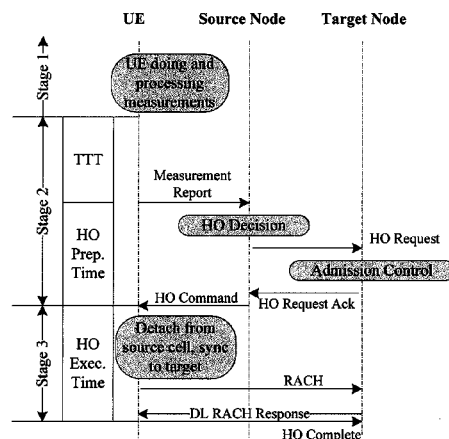 UE
Source Node
Target Node
Stage 1
UE doing and
processing
measurements
Stage 2
TTT
Measurement
Report
HO Decision
HO
Prep.
Time
HO Request
Admission Control
HO Command
HO Request Ack
Stage 3
HO
Exec.
Time
Detach from
source cell, sync
to target
RACH
DL RACH Response
HO Complete